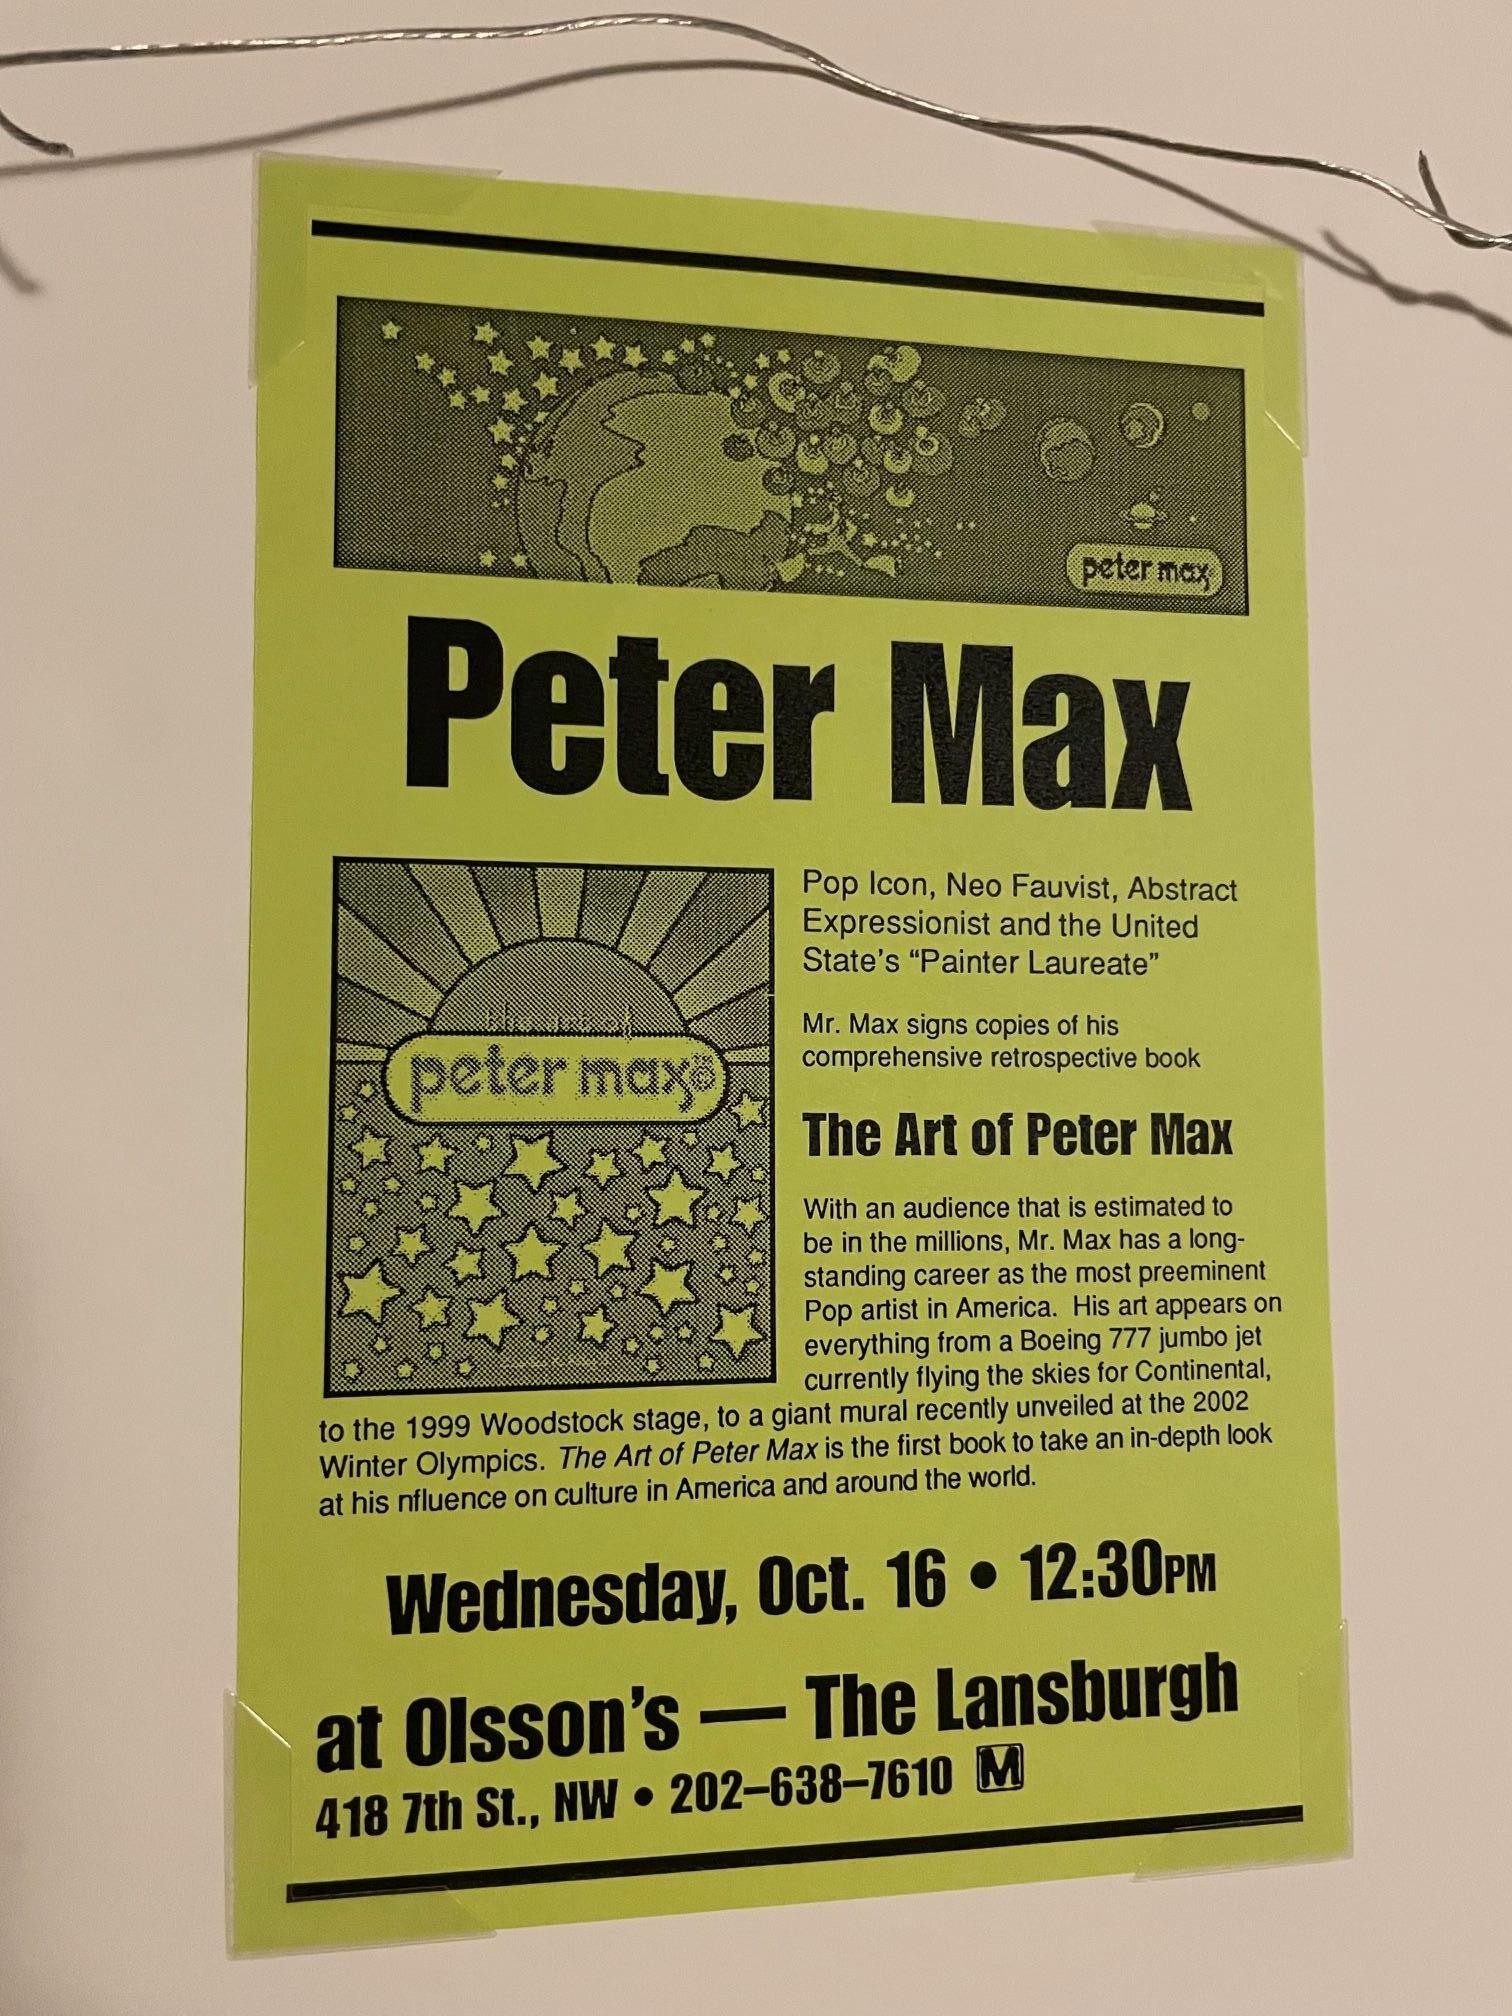 peter max
Peter Max
peter max®
Pop Icon, Neo Fauvist, Abstract
Expressionist and the United
State's “Painter Laureate”
Mr. Max signs copies of his
comprehensive retrospective book
The Art of Peter Max
With an audience that is estimated to
be in the millions, Mr. Max has a long-
standing career as the most preeminent
Pop artist in America. His art appears on
everything from a Boeing 777 jumbo jet
currently flying the skies for Continental,
to the 1999 Woodstock stage, to a giant mural recently unveiled at the 2002
Winter Olympics. The Art of Peter Max is the first book to take an in-depth look
at his nfluence on culture in America and around the world.
Wednesday, Oct. 16 • 12:30PM
at Olsson's — The Lansburgh
418 7th St., NW • 202–638–7610 M